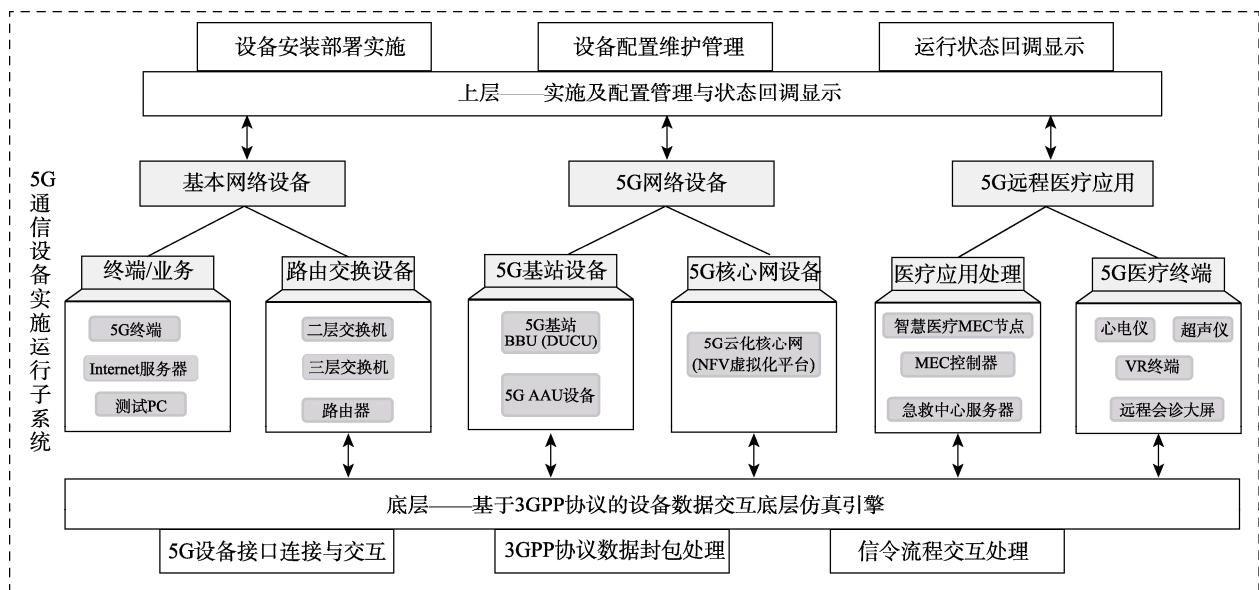 设备安装部署实施
设备配置维护管理
运行状态回调显示
上层——实施及配置管理与状态回调显示
5G通信设备实施运行子系统
基本网络设备
5G网络设备
5G远程医疗应用
终端/业务
路由交换设备
5G基站设备
5G核心网设备
医疗应用处理
5G医疗终端
5G终端
Internet服务器
测试PC
二层交换机
三层交换机
路由器
5G基站
BBU (DUCU)
5G AAU设备
5G云化核心网
(NFV虚拟化平台)
智慧医疗MEC节点
MEC控制器
急救中心服务器
心电仪
超声仪
VR终端
远程会诊大屏
底层——基于3GPP协议的设备数据交互底层仿真引擎
5G设备接口连接与交互
3GPP协议数据封包处理
信令流程交互处理